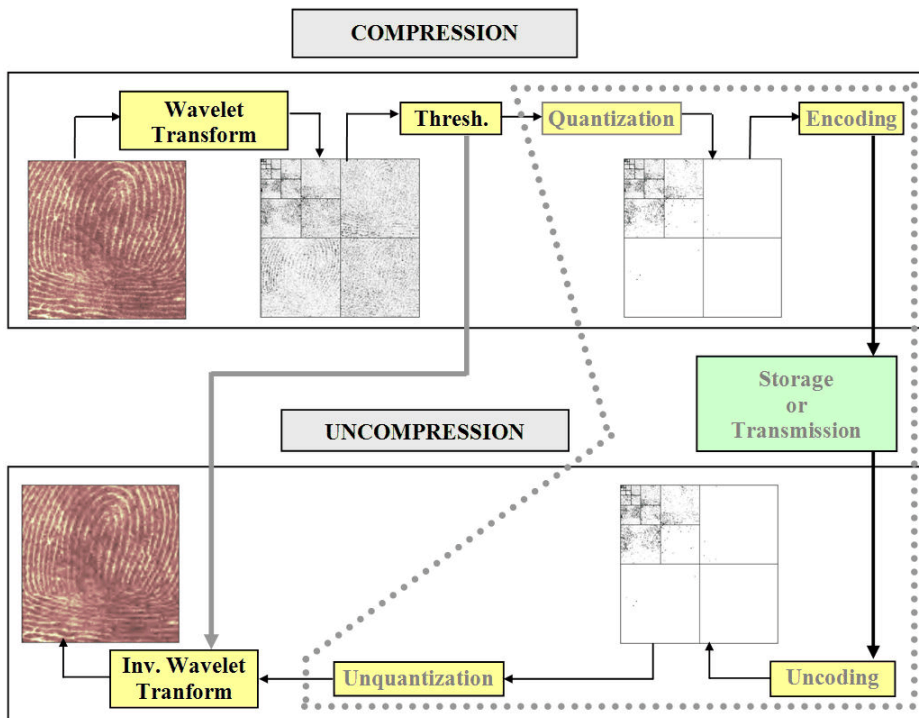 COMPRESSION
Wavelet
Transform
Thresh.
Quantization
Encoding
Storage
or
Transmission
UNCOMPRESSION
Inv. Wavelet
Tranform
Unquantization
Uncoding